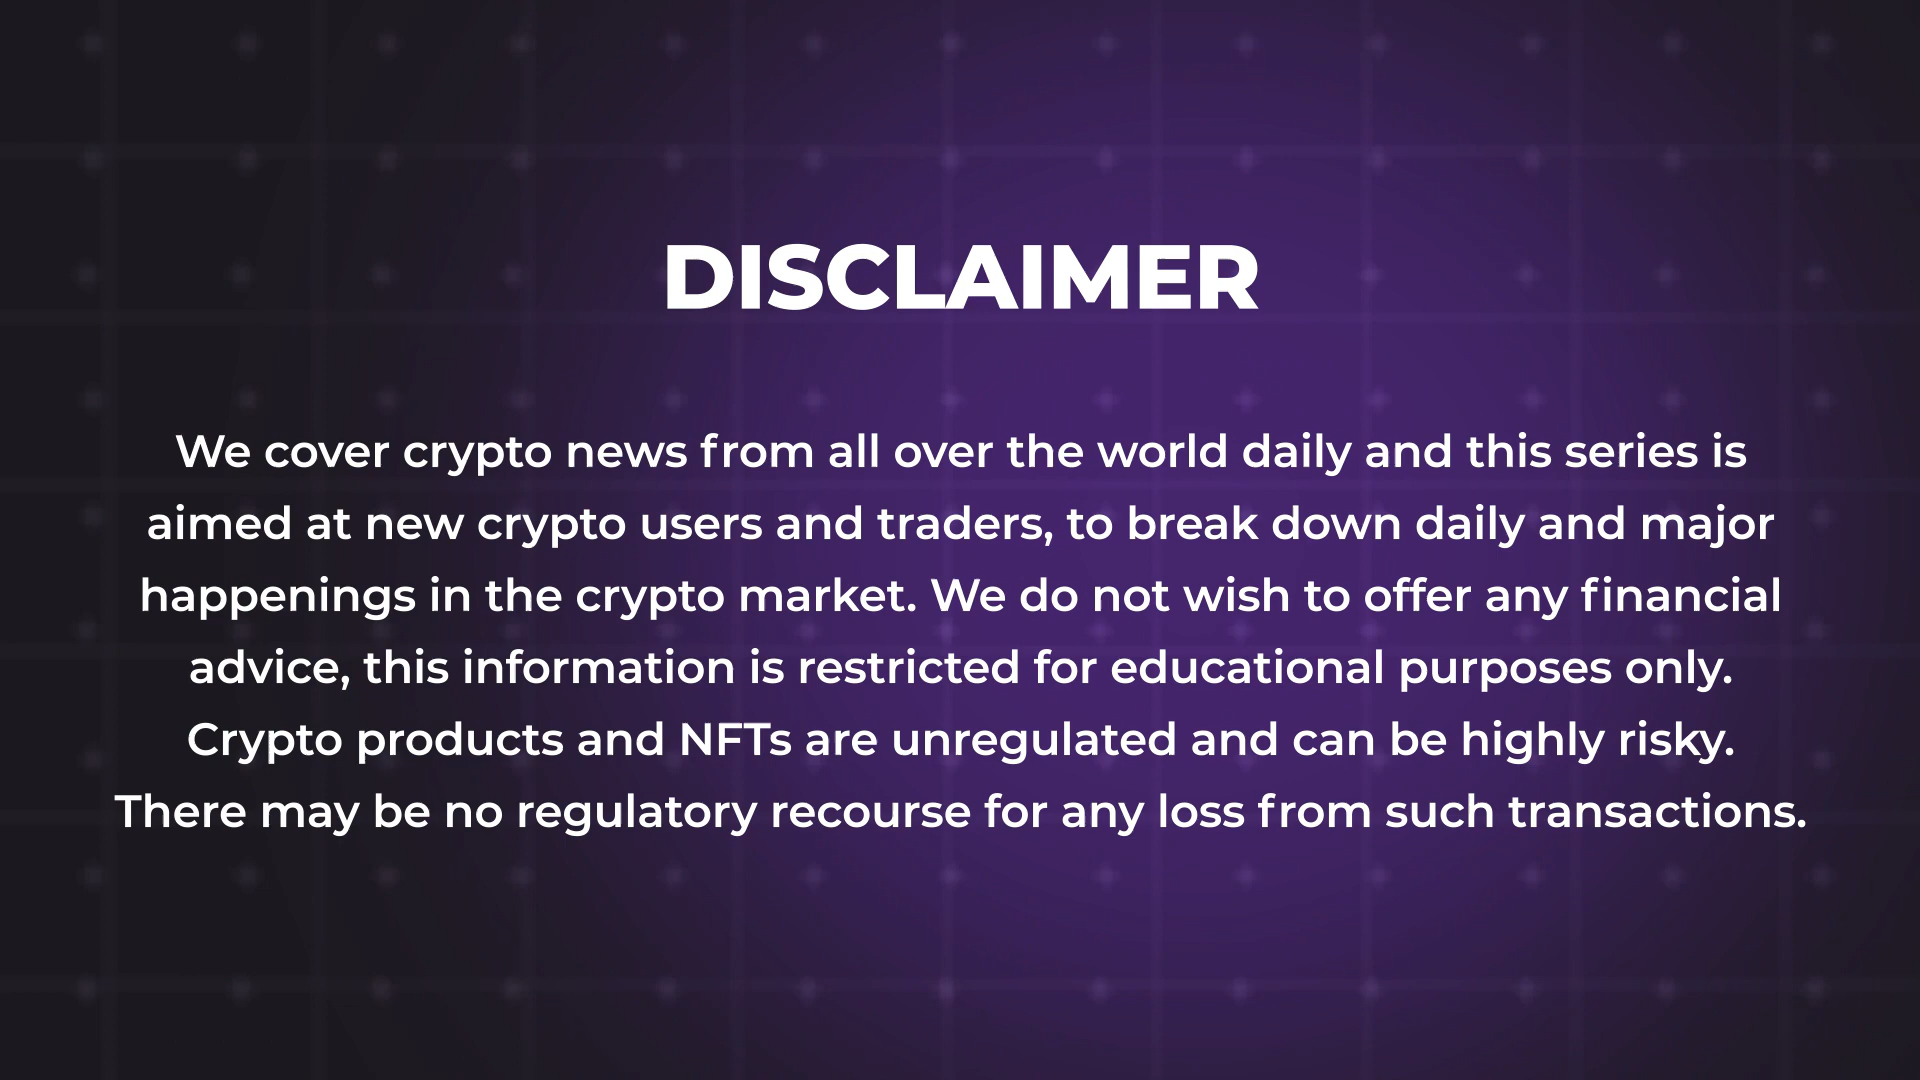 DISCLAIMER
We cover crypto news from all over the world daily and this series is
aimed at new crypto users and traders, to break down daily and major
happenings in the crypto market. We do not wish to offer any financial
advice, this information is restricted for educational purposes only.
Crypto products and NFTs are unregulated and can be highly risky.
There may be no regulatory recourse for any loss from such transactions.